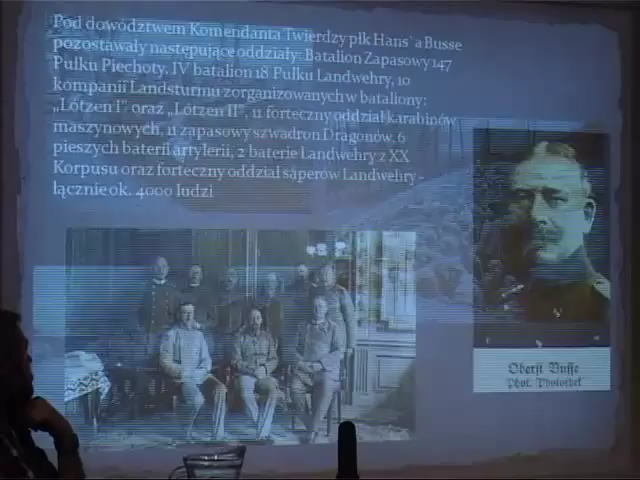 Pod dowództwem Komendanta Twierdzy płk Hans`a Busse
pozostawały następujące oddziały: Batalion Zapasowy 147
Pułku Piechoty, IV batalion 18 Pułku Landwehry, 10
kompanii Landsturmu zorganizowanych w bataliony:
„Lötzen I" oraz „Lötzen II", 11 forteczny oddział karabinów
maszynowych, 11 zapasowy szwadron Dragonów, 6
pieszych baterii artylerii, 2 baterie Landwehry z XX
Korpusu oraz forteczny oddział saperów Landwehry -
łącznie ok. 4000 ludzi
Oberst Busse
Phot. Photothek